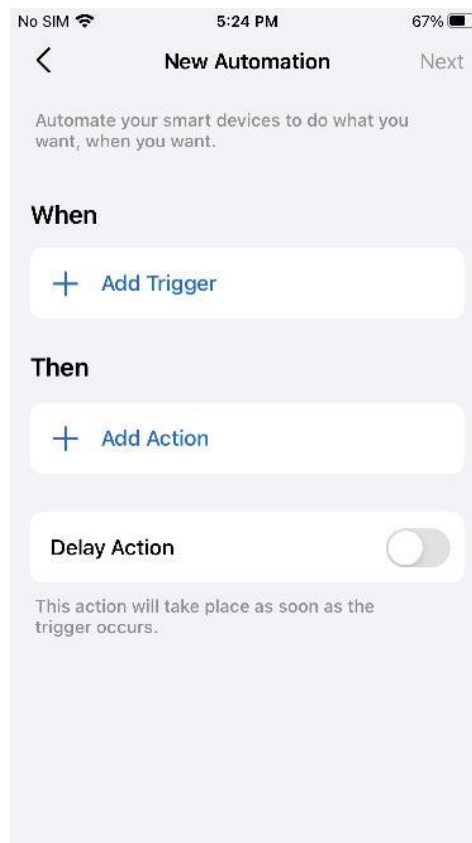 No SIM 5:24 PM 67%
New Automation Next
Automate your smart devices to do what you
want, when you want.
When
Add Trigger
Then
Add Action
Delay Action
This action will take place as soon as the
trigger occurs.